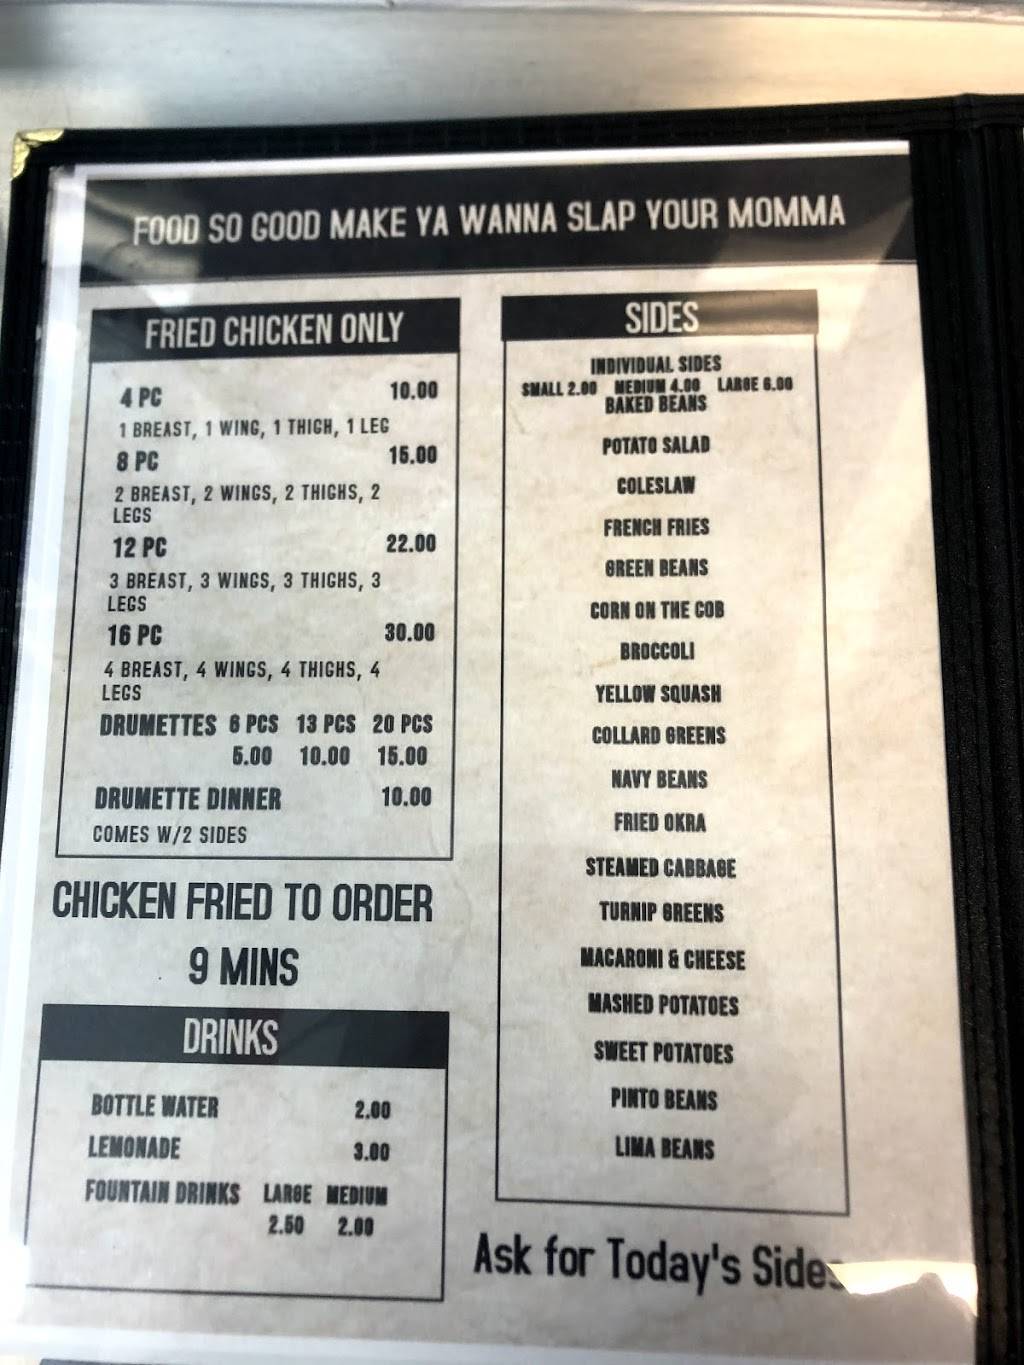 FOOD SO GOOD MAKE YA WANNA SLAP YOUR MOMMA
FRIED CHICKEN ONLY
4 PC 10.00
1 BREAST, 1 WING, 1 THIGH, 1 LEG
8 PC 15.00
2 BREAST, 2 WINGS, 2 THIGHS, 2
LEGS
12 PC 22.00
3 BREAST, 3 WINGS, 3 THIGHS, 3
LEGS
16 PC 30.00
4 BREAST, 4 WINGS, 4 THIGHS, 4
LEGS
DRUMETTES 6 PCS 13 PCS 20 PCS
5.00 10.00 15.00
DRUMETTE DINNER 10.00
COMES W/2 SIDES
CHICKEN FRIED TO ORDER
9 MINS
DRINKS
BOTTLE WATER 2.00
LEMONADE 3.00
FOUNTAIN DRINKS LARGE MEDIUM
2.50 2.00
SIDES
INDIVIDUAL SIDES
SMALL 2.00 MEDIUM 4.00 LARGE 6.00
BAKED BEANS
POTATO SALAD
COLESLAW
FRENCH FRIES
GREEN BEANS
CORN ON THE COB
BROCCOLI
YELLOW SQUASH
COLLARD GREENS
NAVY BEANS
FRIED OKRA
STEAMED CABBAGE
TURNIP GREENS
MACARONI & CHEESE
MASHED POTATOES
SWEET POTATOES
PINTO BEANS
LIMA BEANS
Ask for Today's Sides